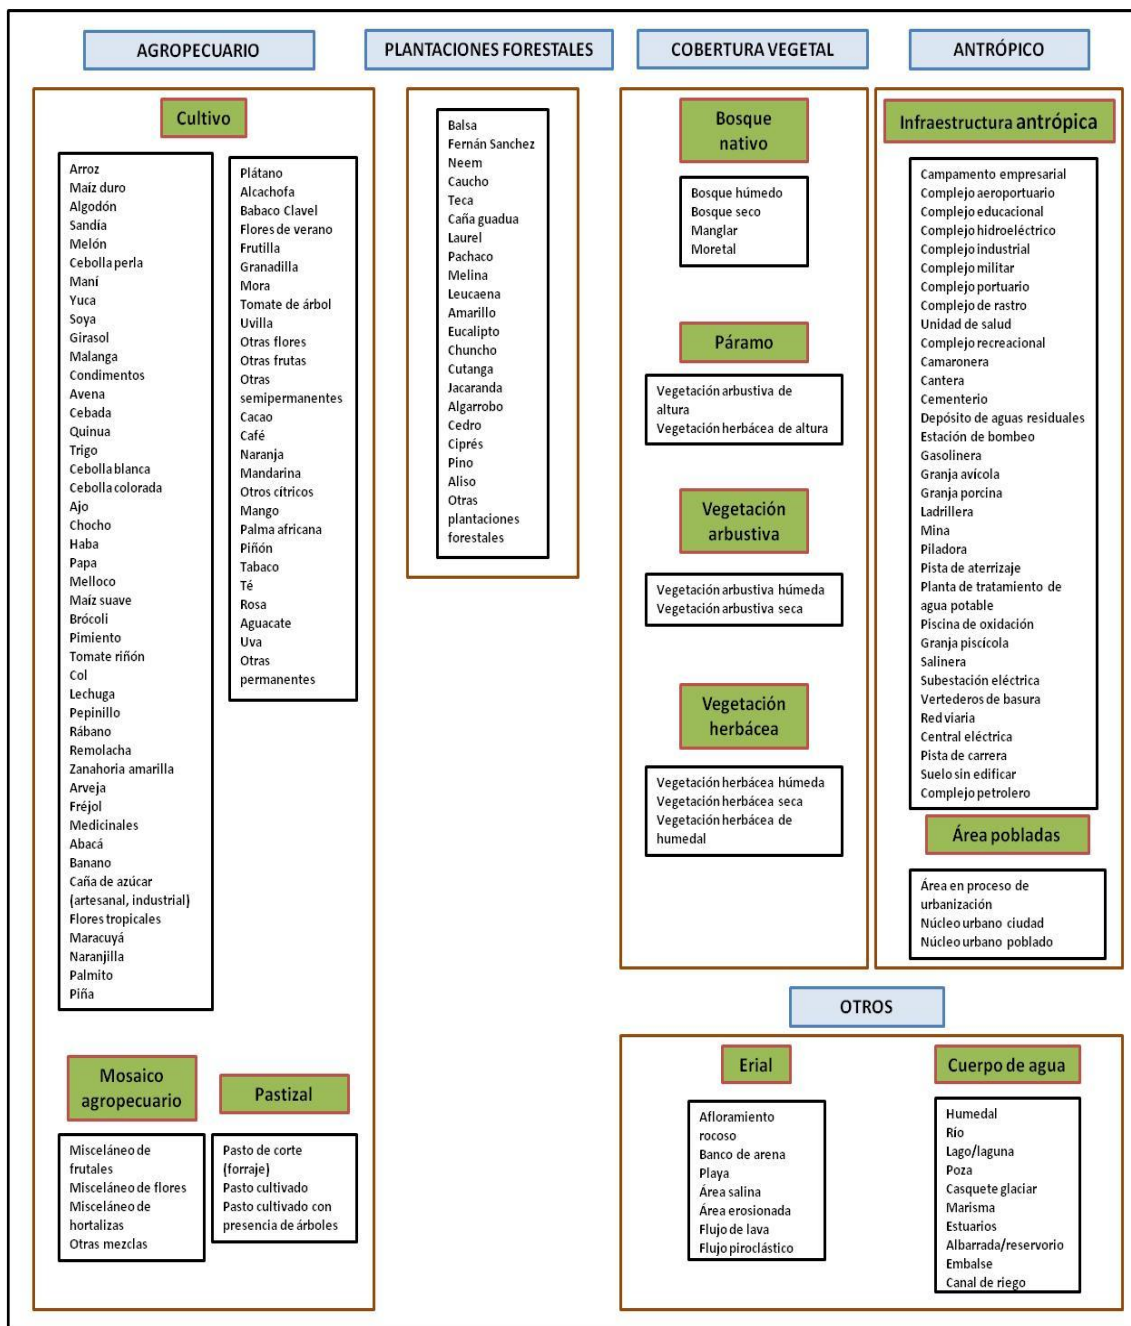 AGROPECUARIO
Cultivo
Arroz
Maíz duro
Algodón
Sandía
Melón
Cebolla perla
Maní
Yuca
Soya
Girasol
Malanga
Condimentos
Avena
Cebada
Quinua
Trigo
Cebolla blanca
Cebolla colorada
Ajo
Chocho
Haba
Papa
Melloco
Maíz suave
Brócoli
Pimiento
Tomate riñón
Col
Lechuga
Pepinillo
Rábano
Remolacha
Zanahoria amarilla
Arveja
Fréjol
Medicinales
Abacá
Banano
Caña de azúcar
(artesanal, industrial)
Flores tropicales
Maracuyá
Naranjilla
Palmito
Piña
Plátano
Alcachofa
Babaco Clavel
Flores de verano
Frutilla
Granadilla
Mora
Tomate de árbol
Uvilla
Otras flores
Otras frutas
Otras
semipermanentes
Cacao
Café
Naranja
Mandarina
Otros cítricos
Mango
Palma africana
Piñón
Tabaco
Té
Rosa
Aguacate
Uva
Otras
permanentes
Mosaico
agropecuario
Misceláneo de
frutales
Misceláneo de flores
Misceláneo de
hortalizas
Otras mezclas
Pastizal
Pasto de corte
(forraje)
Pasto cultivado
Pasto cultivado con
presencia de árboles
PLANTACIONES FORESTALES
Balsa
Fernán Sanchez
Neem
Caucho
Teca
Caña guadua
Laurel
Pachaco
Melina
Leucaena
Amarillo
Eucalipto
Chuncho
Cutanga
Jacaranda
Algarrobo
Cedro
Ciprés
Pino
Aliso
Otras
plantaciones
forestales
COBERTURA VEGETAL
Bosque
nativo
Bosque húmedo
Bosque seco
Manglar
Moretal
Páramo
Vegetación arbustiva de
altura
Vegetación herbácea de altura
Vegetación
arbustiva
Vegetación arbustiva húmeda
Vegetación arbustiva seca
Vegetación
herbácea
Vegetación herbácea húmeda
Vegetación herbácea seca
Vegetación herbácea de
humedal
ANTRÓPICO
Infraestructura antrópica
Campamento empresarial
Complejo aeroportuario
Complejo educacional
Complejo hidroeléctrico
Complejo industrial
Complejo militar
Complejo portuario
Complejo de rastro
Unidad de salud
Complejo recreacional
Camaronera
Cantera
Cementerio
Depósito de aguas residuales
Estación de bombeo
Gasolinera
Granja avícola
Granja porcina
Ladrillera
Mina
Piladora
Pista de aterrizaje
Planta de tratamiento de
agua potable
Piscina de oxidación
Granja piscícola
Salinera
Subestación eléctrica
Vertederos de basura
Red viaria
Central eléctrica
Pista de carrera
Suelo sin edificar
Complejo petrolero
Área pobladas
Área en proceso de
urbanización
Núcleo urbano ciudad
Núcleo urbano poblado
OTROS
Erial
Afloramiento
rocoso
Banco de arena
Playa
Área salina
Área erosionada
Flujo de lava
Flujo piroclástico
Cuerpo de agua
Humedal
Río
Lago/laguna
Poza
Casquete glaciar
Marisma
Estuarios
Albarrada/reservorio
Embalse
Canal de riego